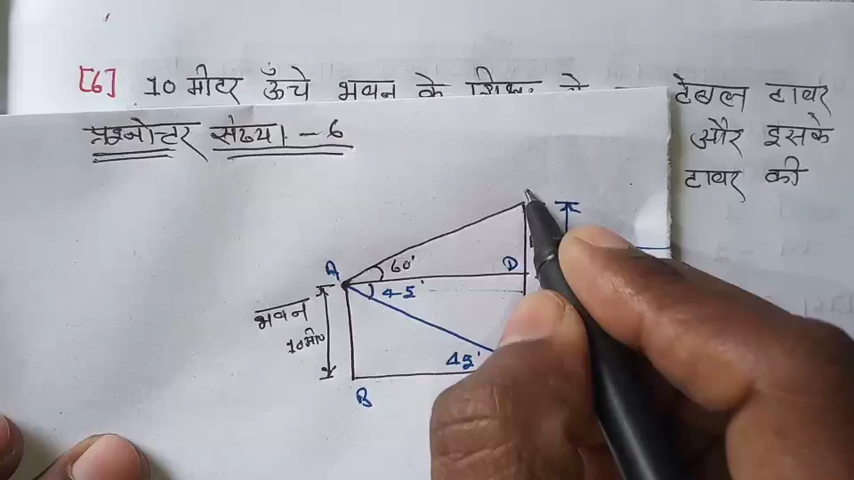 [6] 10 मीटर ऊँचे भवन के टेबल टावर
प्रश्नोत्तर संख्या - 6 और इसके
टावर की
A 60° D
45°
भवन
10मी०
45°
B